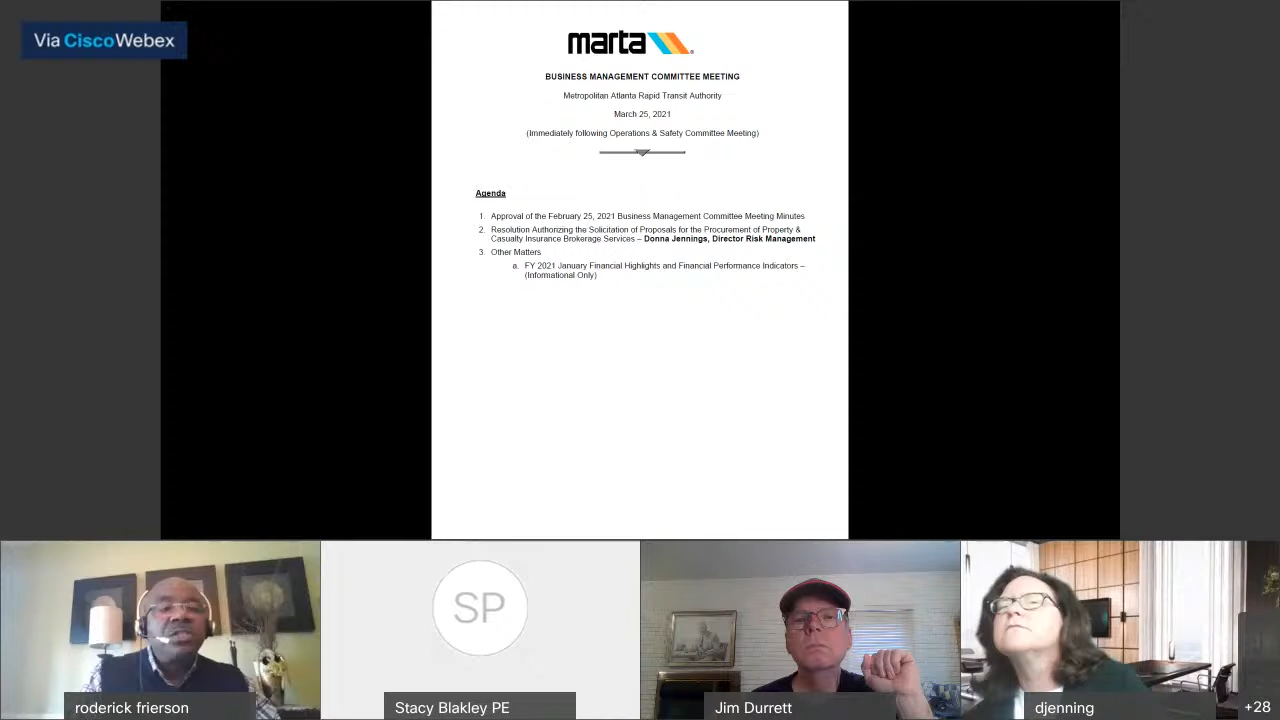 Via CiscoWebex
marta
BUSINESS MANAGEMENT COMMITTEE MEETING
Metropolitan Atlanta Rapid Transit Authority
March 25, 2021
(Immediately following Operations & Safety Committee Meeting)
Agenda
1. Approval of the February 25, 2021 Business Management Committee Meeting Minutes
2. Resolution Authorizing the Solicitation of Proposals for the Procurement of Property &
Casualty Insurance Brokerage Services – Donna Jennings, Director Risk Management
3. Other Matters
a. FY 2021 January Financial Highlights and Financial Performance Indicators –
(Informational Only)
SP
roderick frierson
Stacy Blakley PE
Jim Durrett
djenning
+28